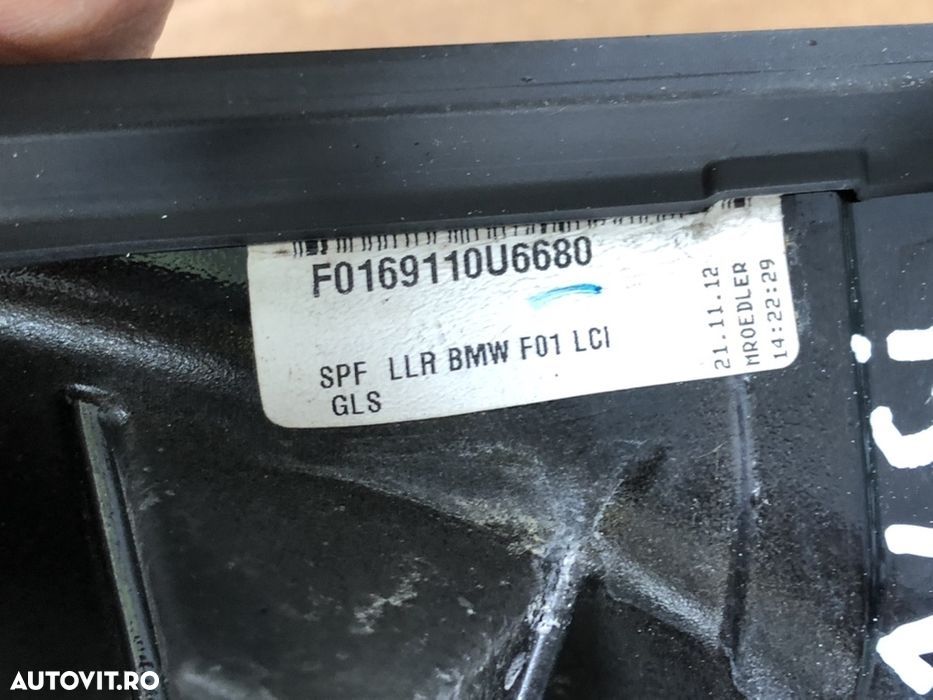 F0169110U6680
SPF LLR BMW F01 LCI
GLS
21.11.12
MROEDLER
14:22:29
AUTOVIT.RO